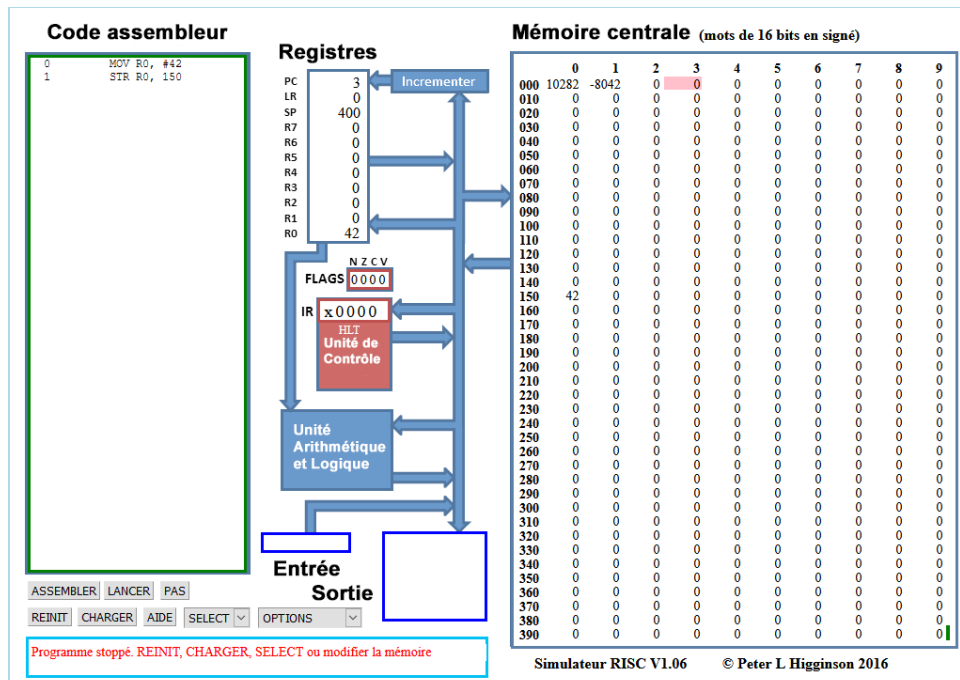 Code assembleur
0 MOV R0, #42
1 STR R0, 150
Registres
PC 3
LR 0
SP 400
R7 0
R6 0
R5 0
R4 0
R3 0
R2 0
R1 0
R0 42
Incrementer
N Z C V
FLAGS 0000
IR x0000
HLT
Unité de
Contrôle
Unité
Arithmétique
et Logique
Entrée
Sortie
ASSEMBLER LANCER PAS
REINIT CHARGER AIDE SELECT OPTIONS
Programme stoppé. REINIT, CHARGER, SELECT ou modifier la mémoire
Mémoire centrale (mots de 16 bits en signé)
0 1 2 3 4 5 6 7 8 9
000 10282 -8042 0 0 0 0 0 0 0 0
010 0 0 0 0 0 0 0 0 0 0
020 0 0 0 0 0 0 0 0 0 0
030 0 0 0 0 0 0 0 0 0 0
040 0 0 0 0 0 0 0 0 0 0
050 0 0 0 0 0 0 0 0 0 0
060 0 0 0 0 0 0 0 0 0 0
070 0 0 0 0 0 0 0 0 0 0
080 0 0 0 0 0 0 0 0 0 0
090 0 0 0 0 0 0 0 0 0 0
100 0 0 0 0 0 0 0 0 0 0
110 0 0 0 0 0 0 0 0 0 0
120 0 0 0 0 0 0 0 0 0 0
130 0 0 0 0 0 0 0 0 0 0
140 0 0 0 0 0 0 0 0 0 0
150 42 0 0 0 0 0 0 0 0 0
160 0 0 0 0 0 0 0 0 0 0
170 0 0 0 0 0 0 0 0 0 0
180 0 0 0 0 0 0 0 0 0 0
190 0 0 0 0 0 0 0 0 0 0
200 0 0 0 0 0 0 0 0 0 0
210 0 0 0 0 0 0 0 0 0 0
220 0 0 0 0 0 0 0 0 0 0
230 0 0 0 0 0 0 0 0 0 0
240 0 0 0 0 0 0 0 0 0 0
250 0 0 0 0 0 0 0 0 0 0
260 0 0 0 0 0 0 0 0 0 0
270 0 0 0 0 0 0 0 0 0 0
280 0 0 0 0 0 0 0 0 0 0
290 0 0 0 0 0 0 0 0 0 0
300 0 0 0 0 0 0 0 0 0 0
310 0 0 0 0 0 0 0 0 0 0
320 0 0 0 0 0 0 0 0 0 0
330 0 0 0 0 0 0 0 0 0 0
340 0 0 0 0 0 0 0 0 0 0
350 0 0 0 0 0 0 0 0 0 0
360 0 0 0 0 0 0 0 0 0 0
370 0 0 0 0 0 0 0 0 0 0
380 0 0 0 0 0 0 0 0 0 0
390 0 0 0 0 0 0 0 0 0 0
Simulateur RISC V1.06 © Peter L Higginson 2016